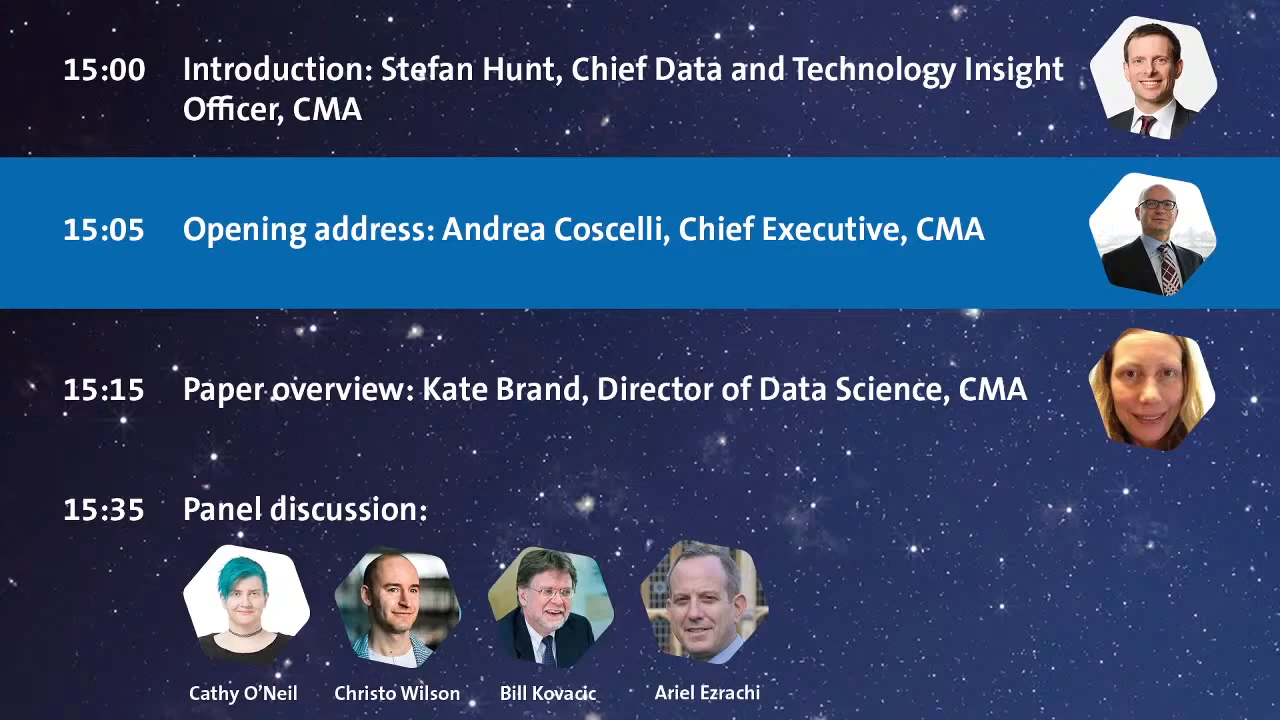 15:00 Introduction: Stefan Hunt, Chief Data and Technology Insight
Officer, CMA
15:05 Opening address: Andrea Coscelli, Chief Executive, CMA
15:15 Paper overview: Kate Brand, Director of Data Science, CMA
15:35 Panel discussion:
Cathy O’Neil Christo Wilson Bill Kovacic Ariel Ezrachi